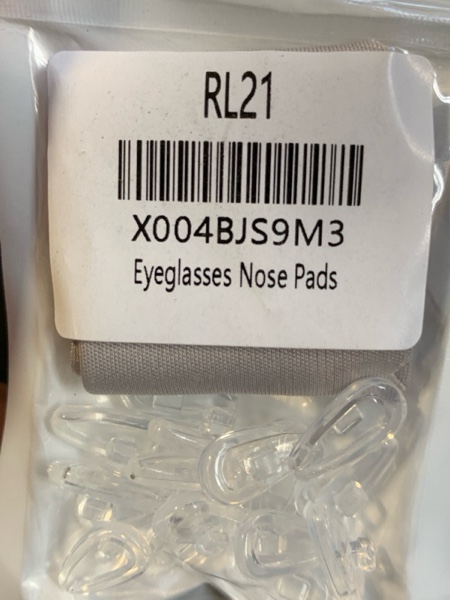 RL21
X004BJS9M3
Eyeglasses Nose Pads